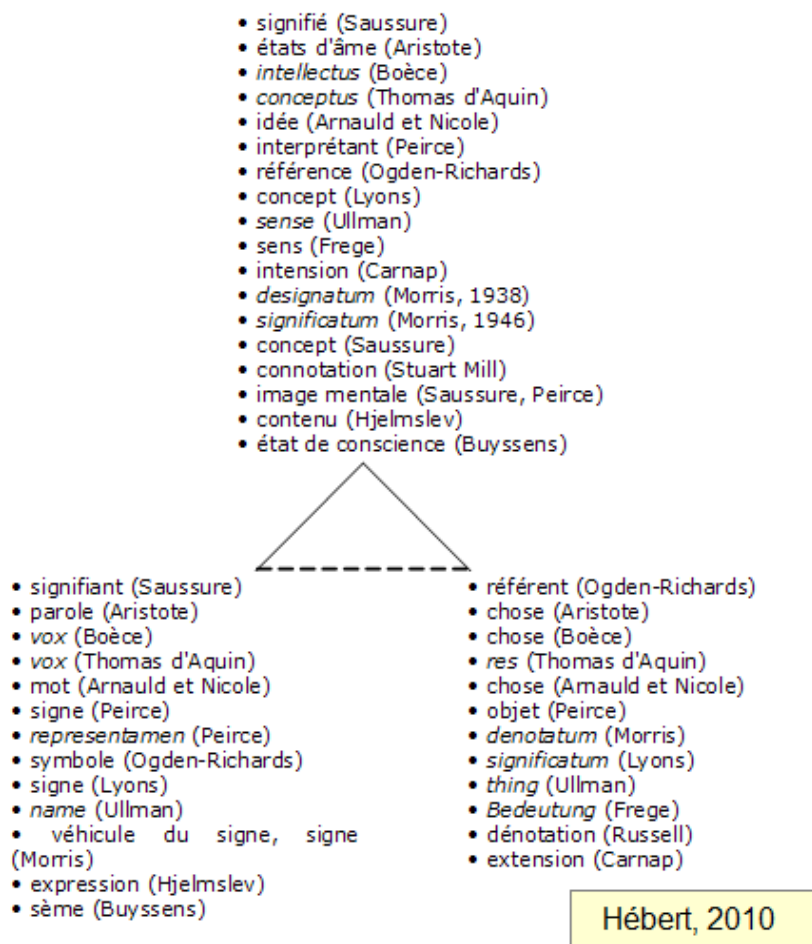 • signifié (Saussure)
• états d'âme (Aristote)
• intellectus (Boèce)
• conceptus (Thomas d'Aquin)
• idée (Arnauld et Nicole)
• interprétant (Peirce)
• référence (Ogden-Richards)
• concept (Lyons)
• sense (Ullman)
• sens (Frege)
• intension (Carnap)
• designatum (Morris, 1938)
• significatum (Morris, 1946)
• concept (Saussure)
• connotation (Stuart Mill)
• image mentale (Saussure, Peirce)
• contenu (Hjelmslev)
• état de conscience (Buyssens)
• signifiant (Saussure)
• parole (Aristote)
• vox (Boèce)
• vox (Thomas d'Aquin)
• mot (Arnauld et Nicole)
• signe (Peirce)
• representamen (Peirce)
• symbole (Ogden-Richards)
• signe (Lyons)
• name (Ullman)
• véhicule du signe, signe
(Morris)
• expression (Hjelmslev)
• sème (Buyssens)
• référent (Ogden-Richards)
• chose (Aristote)
• chose (Boèce)
• res (Thomas d'Aquin)
• chose (Arnauld et Nicole)
• objet (Peirce)
• denotatum (Morris)
• significatum (Lyons)
• thing (Ullman)
• Bedeutung (Frege)
• dénotation (Russell)
• extension (Carnap)
Hébert, 2010